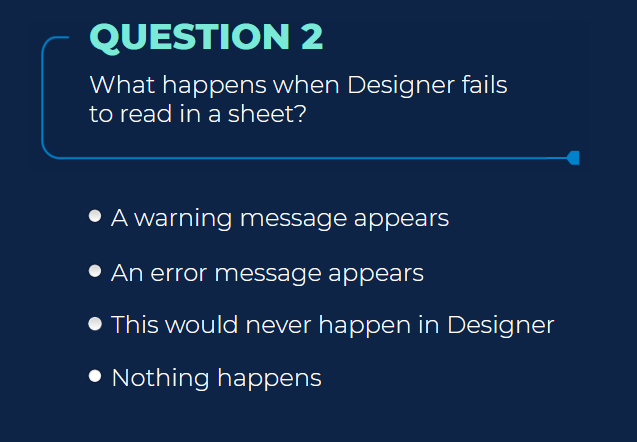 QUESTION 2
What happens when Designer fails
to read in a sheet?
A warning message appears
An error message appears
This would never happen in Designer
Nothing happens